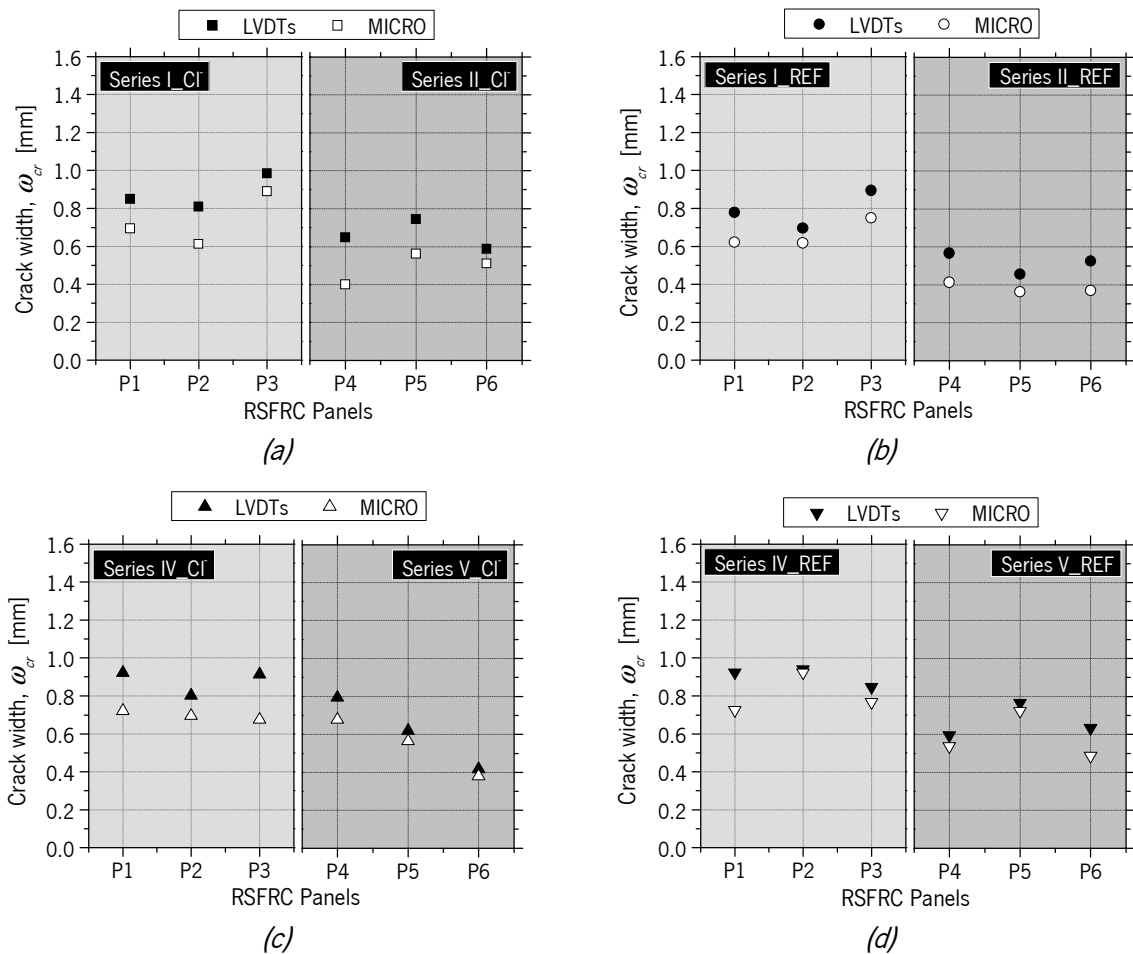 LVDTs MICRO
Series I_Cl⁻ Series II_Cl⁻
Crack width, ω_cr [mm]
1.6
1.4
1.2
1.0
0.8
0.6
0.4
0.2
0.0
P1 P2 P3 P4 P5 P6
RSFRC Panels
(a)
LVDTs MICRO
Series I_REF Series II_REF
Crack width, ω_cr [mm]
1.6
1.4
1.2
1.0
0.8
0.6
0.4
0.2
0.0
P1 P2 P3 P4 P5 P6
RSFRC Panels
(b)
LVDTs MICRO
Series IV_Cl⁻ Series V_Cl⁻
Crack width, ω_cr [mm]
1.6
1.4
1.2
1.0
0.8
0.6
0.4
0.2
0.0
P1 P2 P3 P4 P5 P6
RSFRC Panels
(c)
LVDTs MICRO
Series IV_REF Series V_REF
Crack width, ω_cr [mm]
1.6
1.4
1.2
1.0
0.8
0.6
0.4
0.2
0.0
P1 P2 P3 P4 P5 P6
RSFRC Panels
(d)